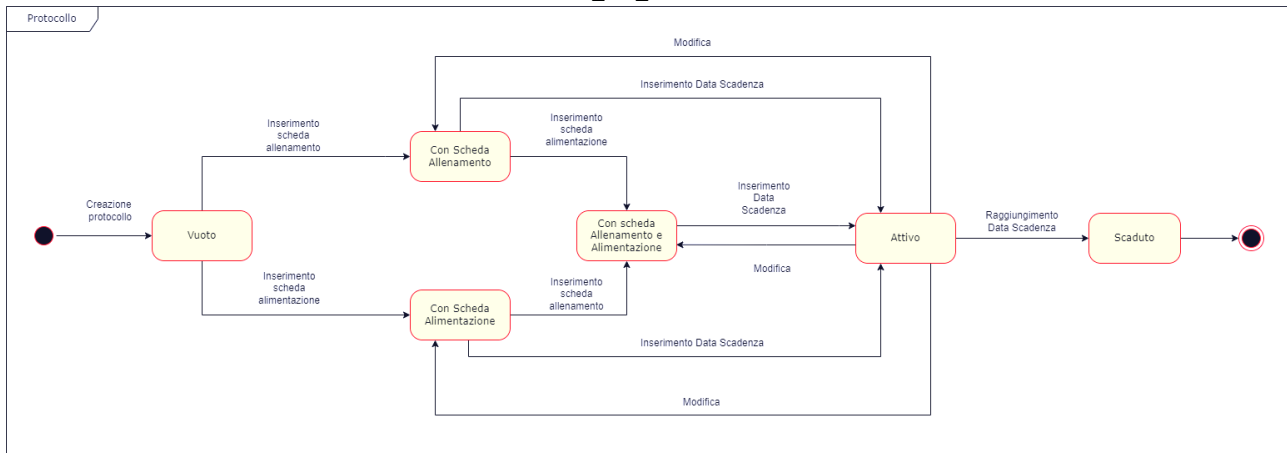 Protocollo
Modifica
Inserimento Data Scadenza
Inserimento
scheda
allenamento
Inserimento
scheda
alimentazione
Con Scheda
Allenamento
Creazione
protocollo
Vuoto
Con scheda
Allenamento e
Alimentazione
Inserimento
Data
Scadenza
Attivo
Raggiungimento
Data Scadenza
Scaduto
Modifica
Inserimento
scheda
alimentazione
Con Scheda
Alimentazione
Inserimento
scheda
allenamento
Inserimento Data Scadenza
Modifica